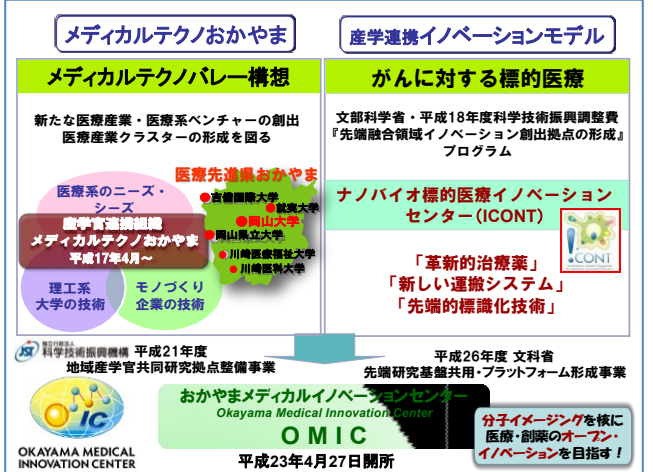 メディカルテクノおかやま
産学連携イノベーションモデル
メディカルテクノバレー構想
がんに対する標的医療
新たな医療産業・医療系ベンチャーの創出
医療産業クラスターの形成を図る
文部科学省・平成18年度科学技術振興調整費
『先端融合領域イノベーション創出拠点の形成』
プログラム
医療先進県おかやま
医療系のニーズ・
シーズ
産学官連携組織
メディカルテクノおかやま
平成17年4月~
理工系
大学の技術
モノづくり
企業の技術
吉備国際大学
就実大学
岡山大学
岡山県立大学
川崎医療福祉大学
川崎医科大学
ナノバイオ標的医療イノベーション
センター(ICONT)
ICONT
「革新的治療薬」
「新しい運搬システム」
「先端的標識化技術」
JST
独立行政法人
科学技術振興機構
平成21年度
地域産学官共同研究拠点整備事業
平成26年度 文科省
先端研究基盤共用・プラットフォーム形成事業
おかやまメディカルイノベーションセンター
Okayama Medical Innovation Center
OMIC
平成23年4月27日開所
OIC
OKAYAMA MEDICAL
INNOVATION CENTER
分子イメージングを核に
医療・創薬のオープン・
イノベーションを目指す!